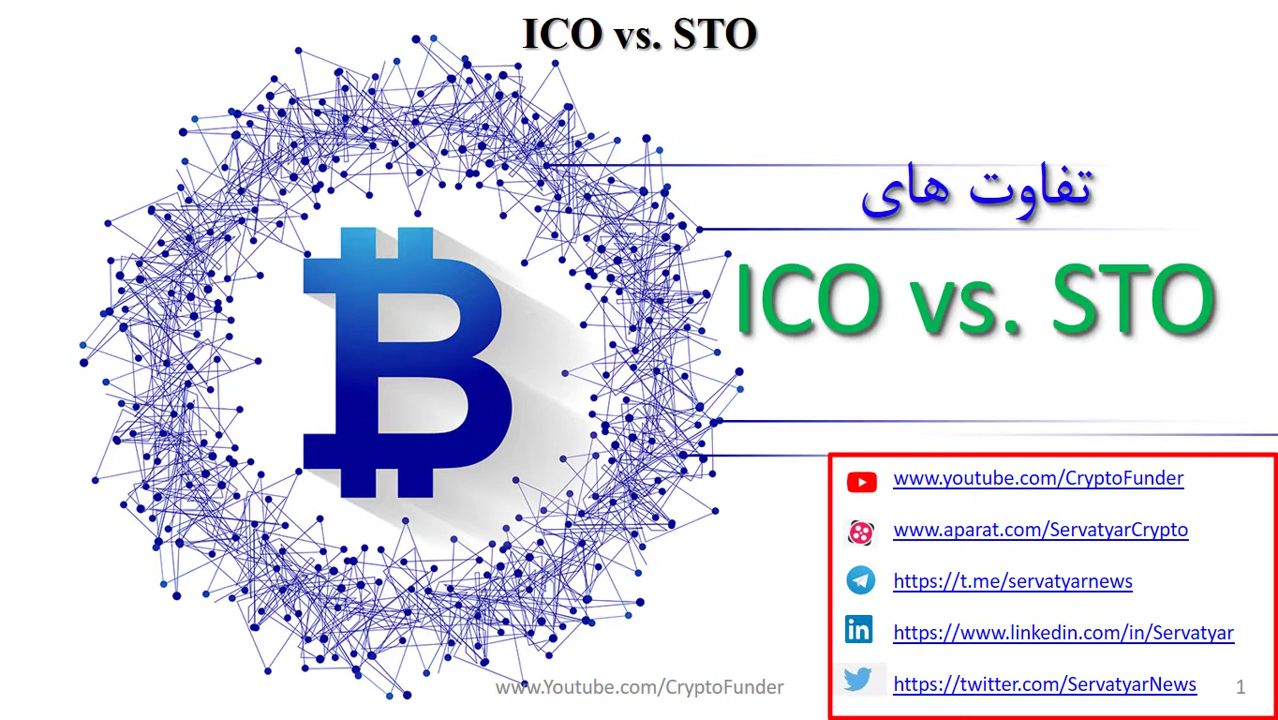 ICO vs. STO
تفاوت های
ICO vs. STO
www.youtube.com/CryptoFunder
www.aparat.com/ServatyarCrypto
https://t.me/servatyarnews
https://www.linkedin.com/in/Servatyar
https://twitter.com/ServatyarNews
www.Youtube.com/CryptoFunder
1